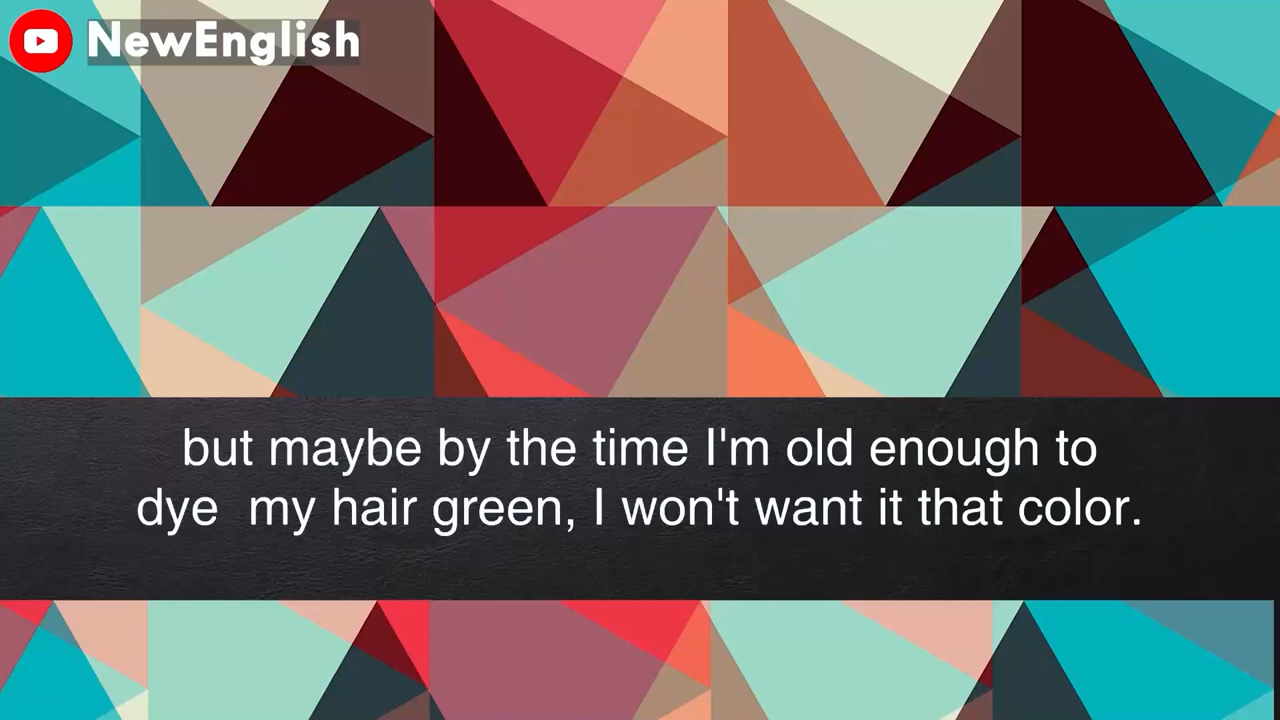 NewEnglish
but maybe by the time I'm old enough to
dye  my hair green, I won't want it that color.